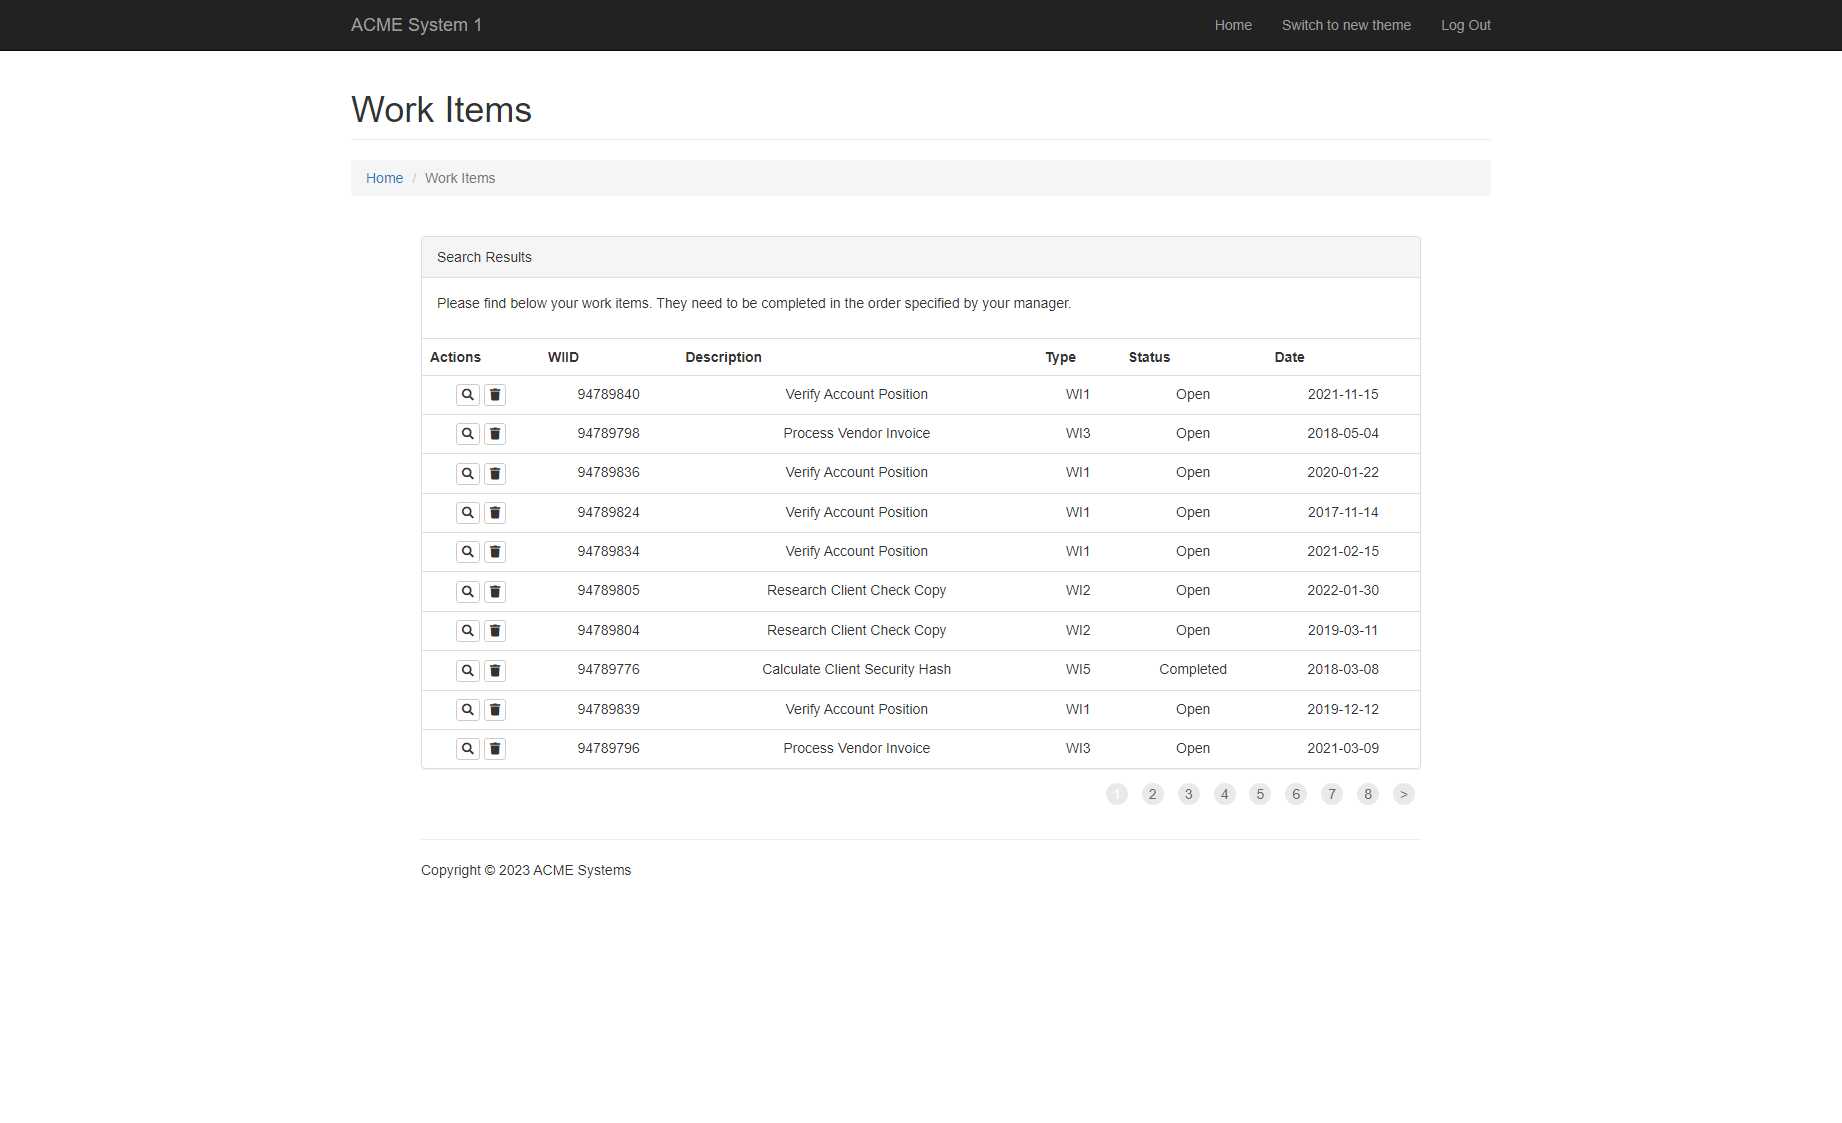 ACME System 1 Home Switch to new theme Log Out
Work Items
Home / Work Items
Search Results
Please find below your work items. They need to be completed in the order specified by your manager.
Actions WIID Description Type Status Date
94789840 Verify Account Position WI1 Open 2021-11-15
94789798 Process Vendor Invoice WI3 Open 2018-05-04
94789836 Verify Account Position WI1 Open 2020-01-22
94789824 Verify Account Position WI1 Open 2017-11-14
94789834 Verify Account Position WI1 Open 2021-02-15
94789805 Research Client Check Copy WI2 Open 2022-01-30
94789804 Research Client Check Copy WI2 Open 2019-03-11
94789776 Calculate Client Security Hash WI5 Completed 2018-03-08
94789839 Verify Account Position WI1 Open 2019-12-12
94789796 Process Vendor Invoice WI3 Open 2021-03-09
1 2 3 4 5 6 7 8 >
Copyright © 2023 ACME Systems